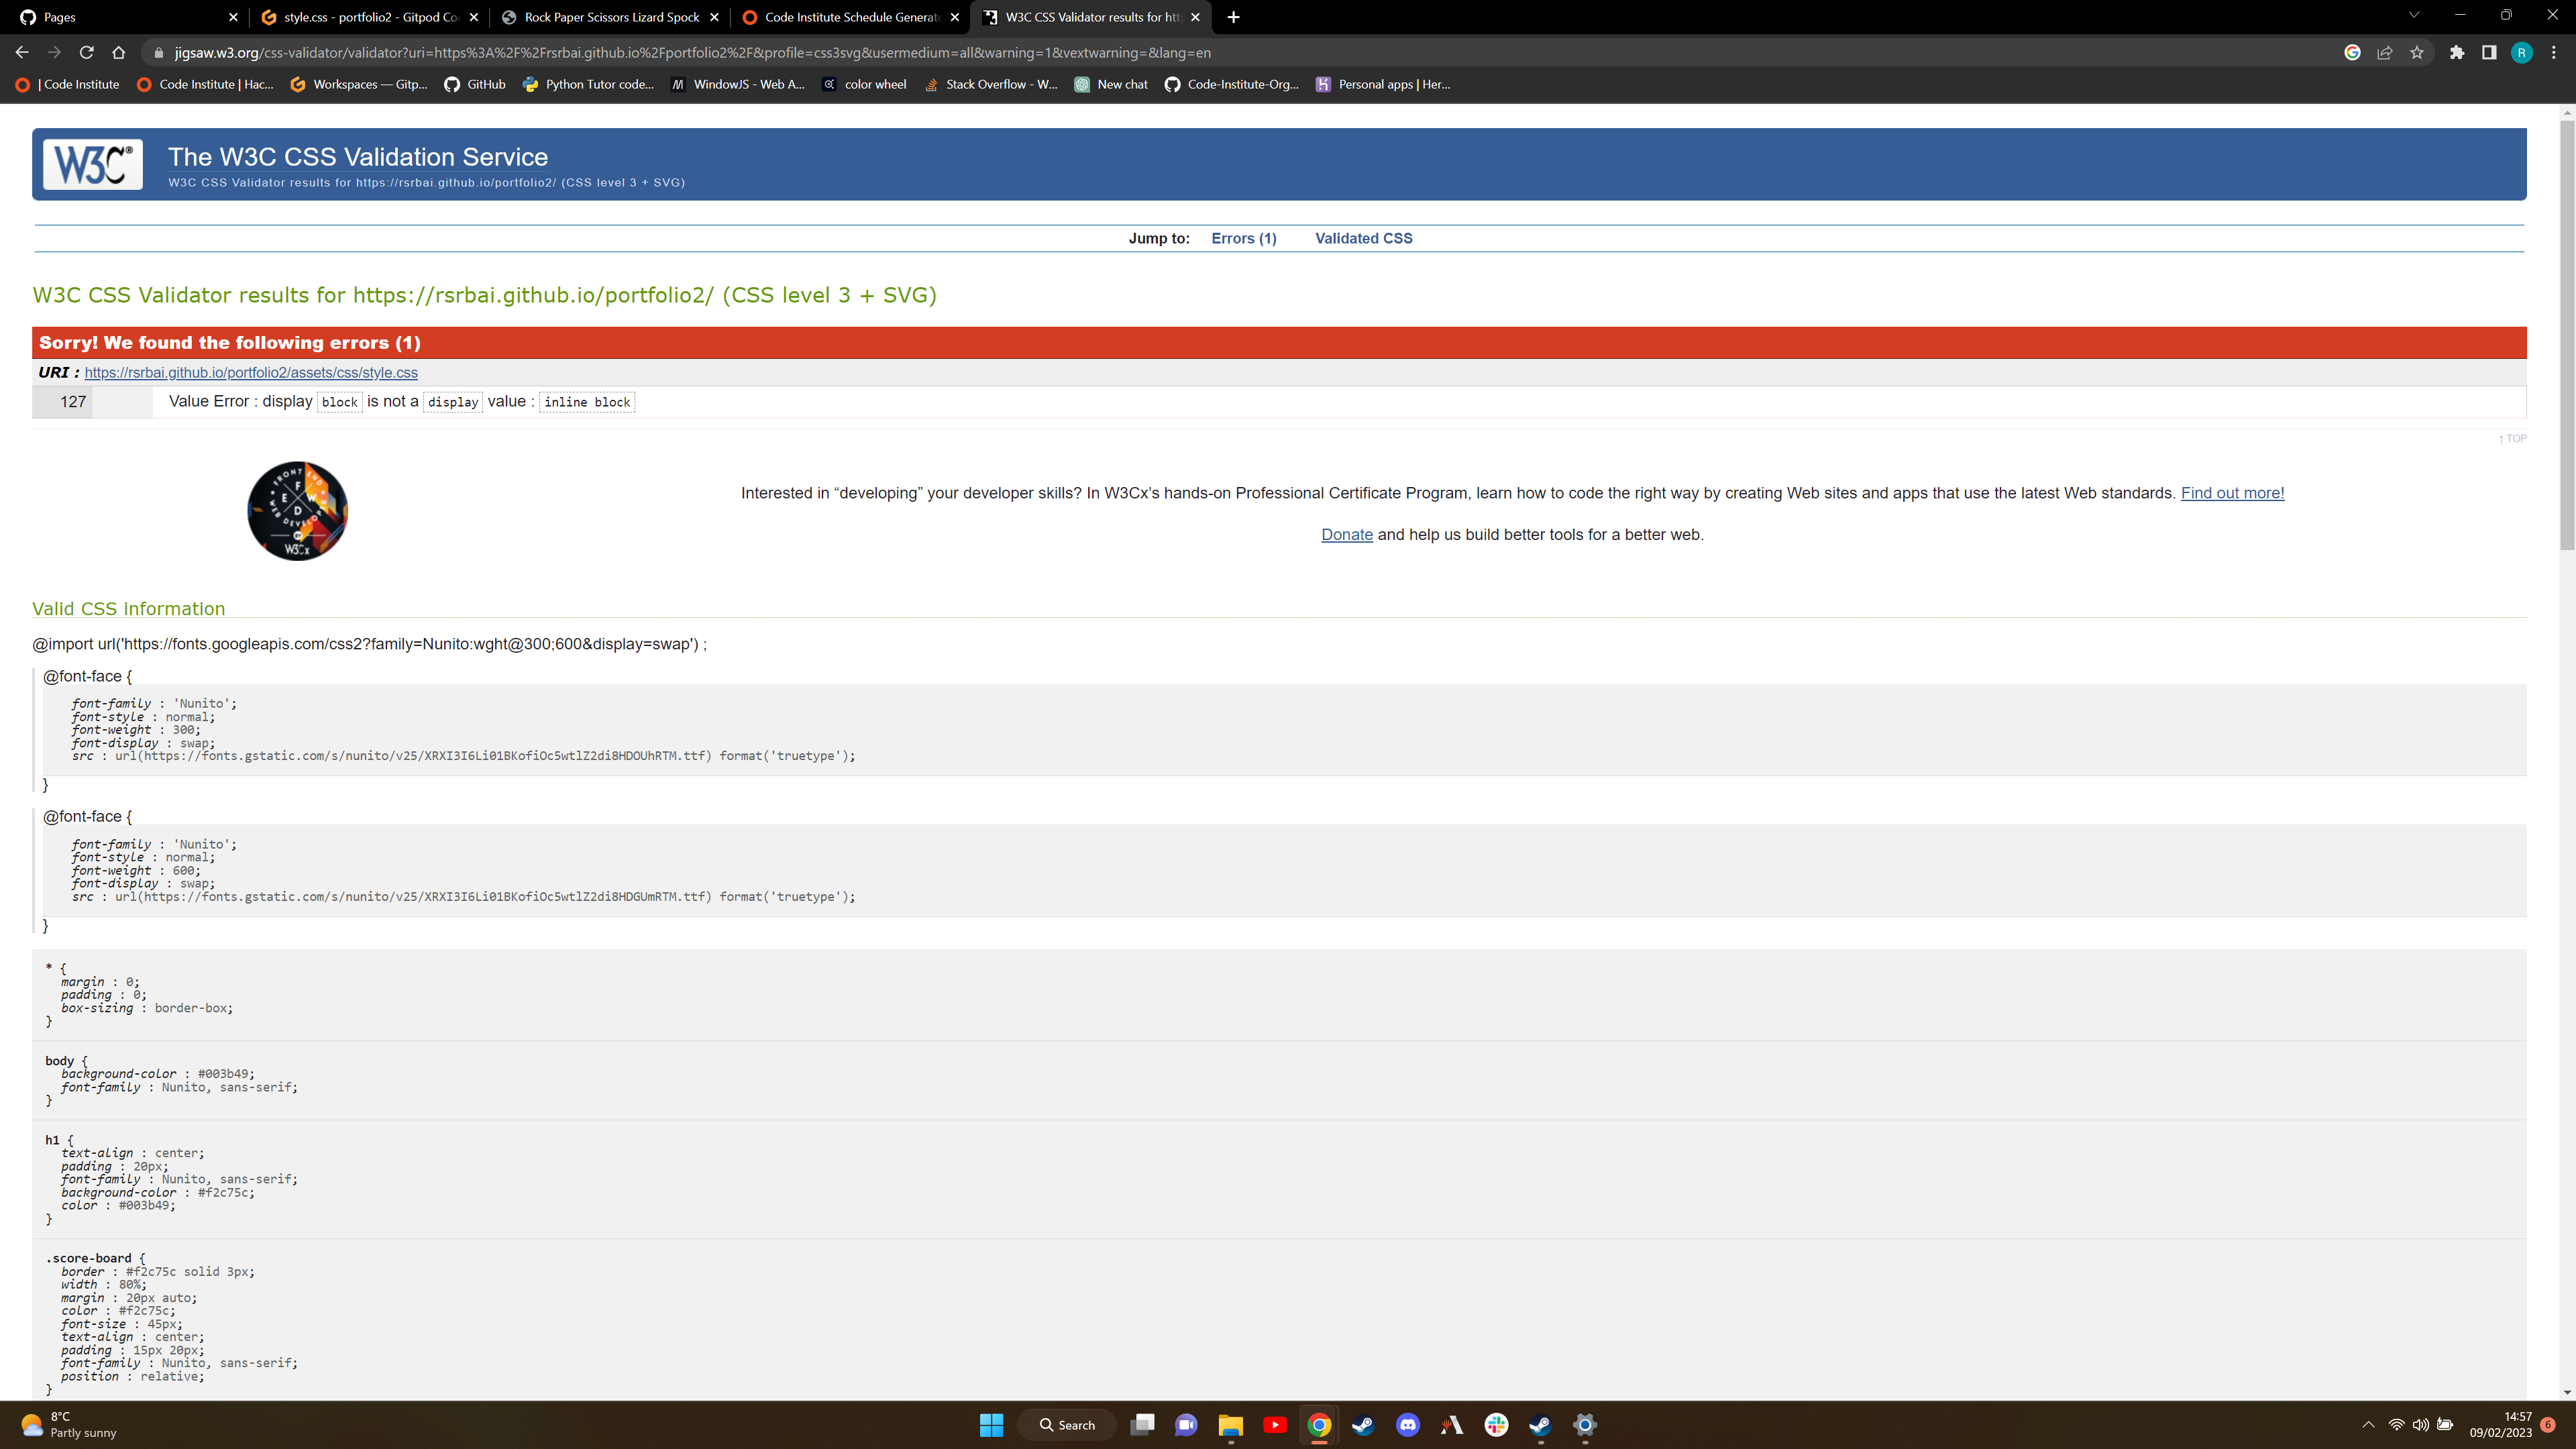 Pages
style.css - portfolio2 - Gitpod Co
Rock Paper Scissors Lizard Spock
Code Institute Schedule Generat
W3C CSS Validator results for htt
jigsaw.w3.org/css-validator/validator?uri=https%3A%2F%2Frsrbai.github.io%2Fportfolio2%2F&profile=css3svg&usermedium=all&warning=1&vextwarning=&lang=en
R
| Code Institute
Code Institute | Hac...
Workspaces — Gitp...
GitHub
Python Tutor code...
WindowJS - Web A...
color wheel
Stack Overflow - W...
New chat
Code-Institute-Org...
Personal apps | Her...
W3C®
The W3C CSS Validation Service
W3C CSS Validator results for https://rsrbai.github.io/portfolio2/ (CSS level 3 + SVG)
Jump to: Errors (1) Validated CSS
W3C CSS Validator results for https://rsrbai.github.io/portfolio2/ (CSS level 3 + SVG)
Sorry! We found the following errors (1)
URI : https://rsrbai.github.io/portfolio2/assets/css/style.css
127 Value Error : display block is not a display value : inline block
↑ TOP
FRONT END
WEB DEVELOP
F E W D
W3Cx
Interested in “developing” your developer skills? In W3Cx’s hands-on Professional Certificate Program, learn how to code the right way by creating Web sites and apps that use the latest Web standards. Find out more!
Donate and help us build better tools for a better web.
Valid CSS information
@import url('https://fonts.googleapis.com/css2?family=Nunito:wght@300;600&display=swap') ;
@font-face {
font-family : 'Nunito';
font-style : normal;
font-weight : 300;
font-display : swap;
src : url(https://fonts.gstatic.com/s/nunito/v25/XRXI3I6Li01BKofiOc5wtlZ2di8HDOUhRTM.ttf) format('truetype');
}
@font-face {
font-family : 'Nunito';
font-style : normal;
font-weight : 600;
font-display : swap;
src : url(https://fonts.gstatic.com/s/nunito/v25/XRXI3I6Li01BKofiOc5wtlZ2di8HDGUmRTM.ttf) format('truetype');
}
* {
margin : 0;
padding : 0;
box-sizing : border-box;
}
body {
background-color : #003b49;
font-family : Nunito, sans-serif;
}
h1 {
text-align : center;
padding : 20px;
font-family : Nunito, sans-serif;
background-color : #f2c75c;
color : #003b49;
}
.score-board {
border : #f2c75c solid 3px;
width : 80%;
margin : 20px auto;
color : #f2c75c;
font-size : 45px;
text-align : center;
padding : 15px 20px;
font-family : Nunito, sans-serif;
position : relative;
}
8°C
Partly sunny
Search
14:57
09/02/2023
6